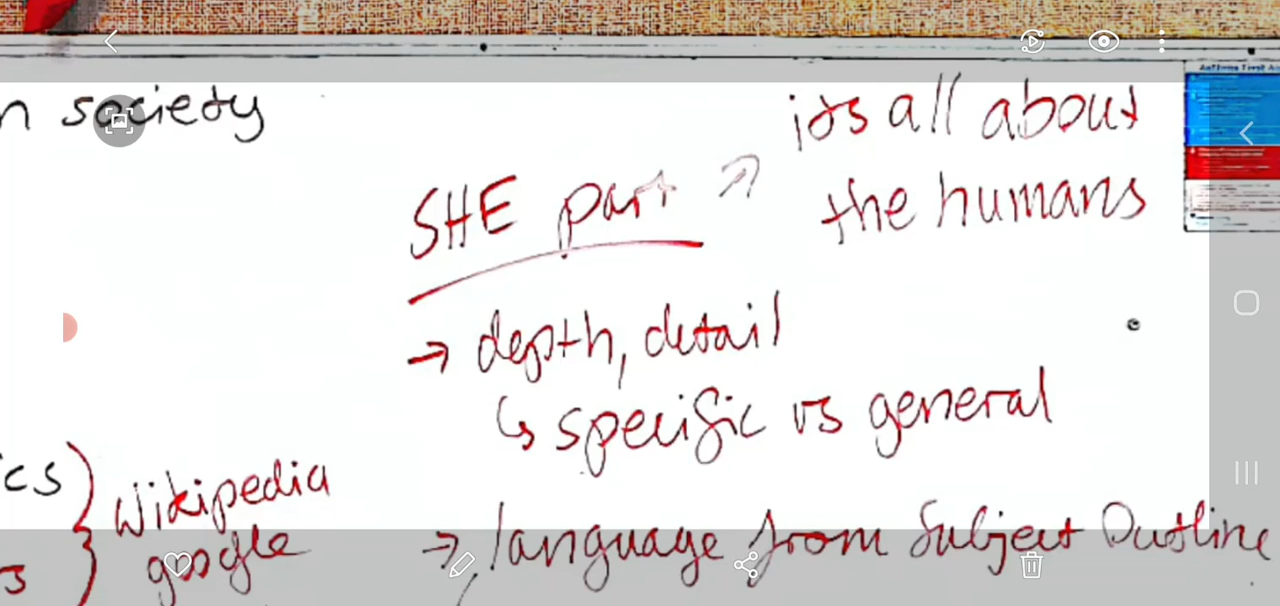 n society
its all about
the humans
SHE part ->
-> depth, detail
↳ specific vs general
cs } Wikipedia
google
rs
-> language from Subject Outline